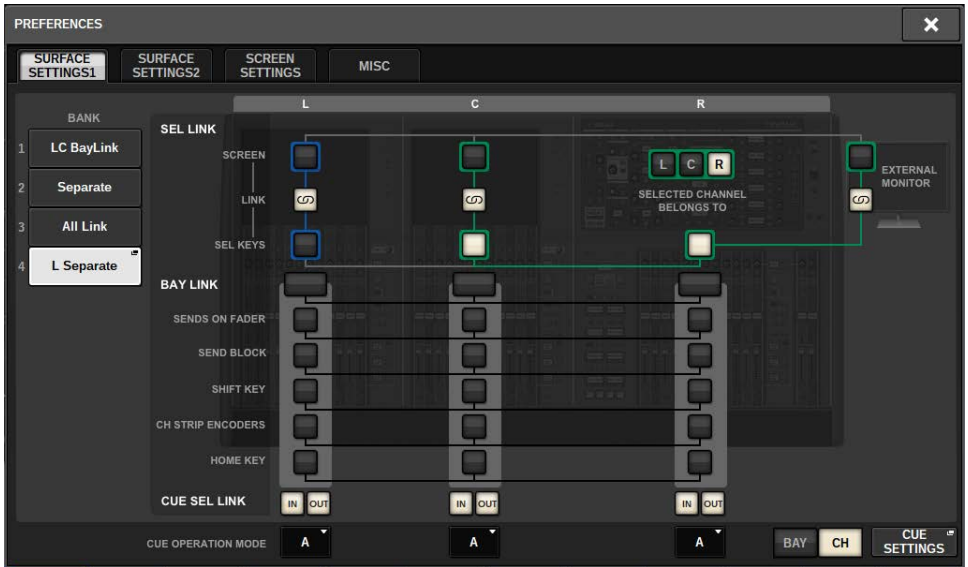 PREFERENCES
SURFACE
SETTINGS1
SURFACE
SETTINGS2
SCREEN
SETTINGS
MISC
L
C
R
BANK
1
LC BayLink
2
Separate
3
All Link
4
L Separate
SEL LINK
SCREEN
LINK
SEL KEYS
L
C
R
SELECTED CHANNEL
BELONGS TO
EXTERNAL
MONITOR
BAY LINK
SENDS ON FADER
SEND BLOCK
SHIFT KEY
CH STRIP ENCODERS
HOME KEY
CUE SEL LINK
IN
OUT
IN
OUT
IN
OUT
CUE OPERATION MODE
A
A
A
BAY
CH
CUE
SETTINGS